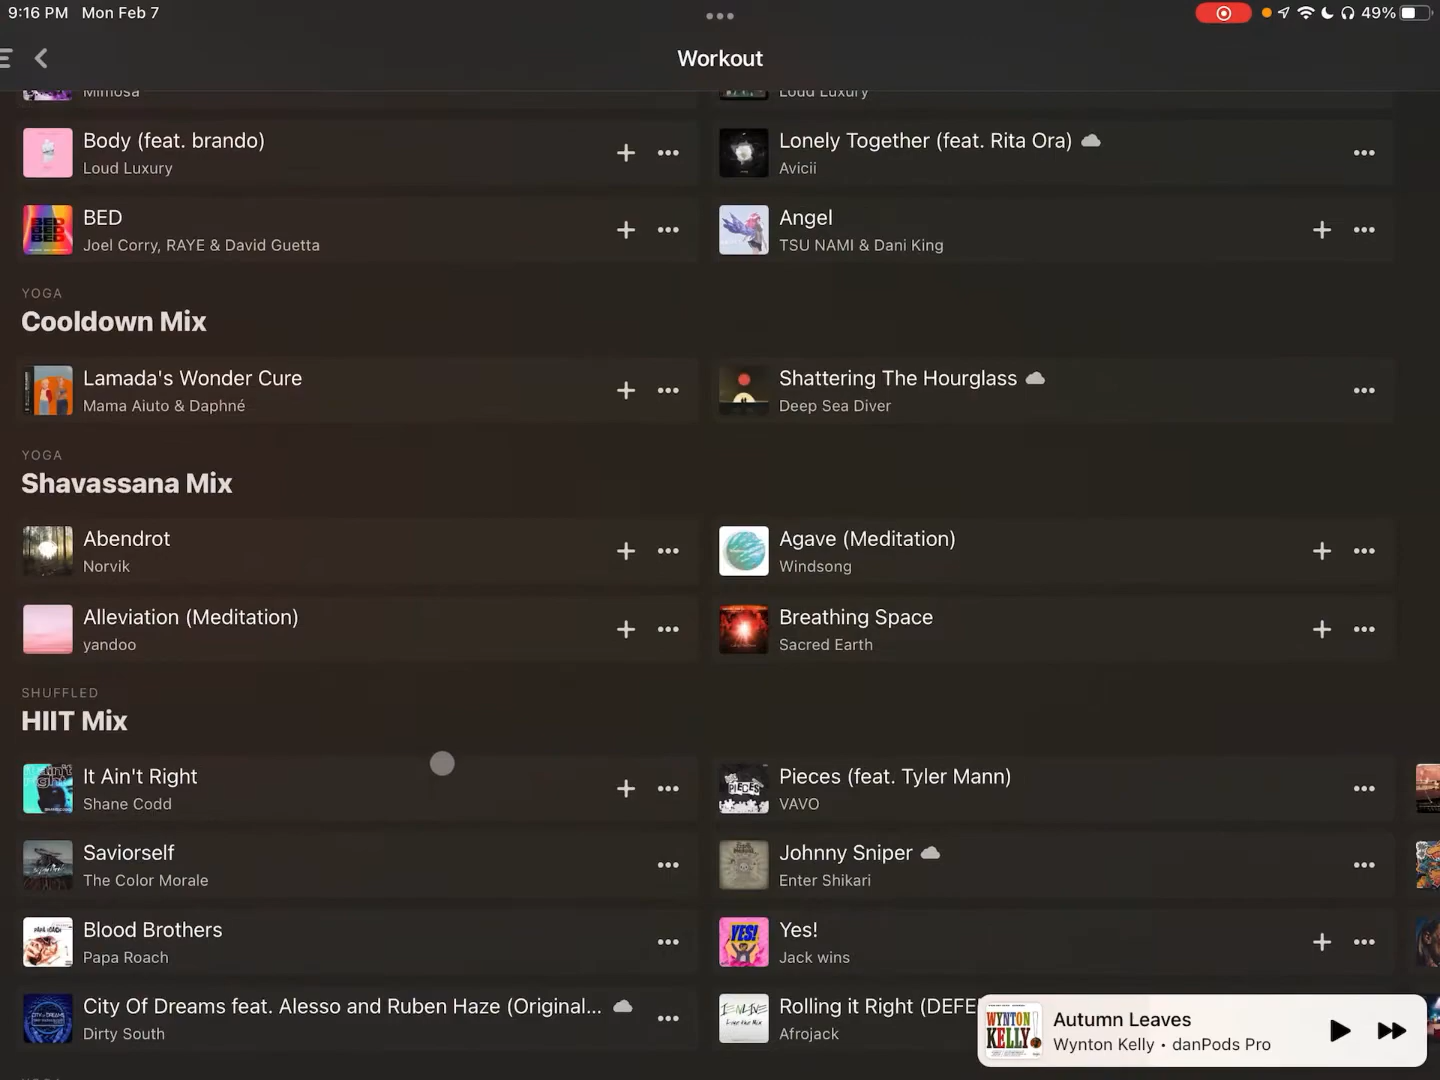 9:16 PM Mon Feb 7
49%
Workout
Mimosa
Loud Luxury
Body (feat. brando)
Loud Luxury
Lonely Together (feat. Rita Ora)
Avicii
BED
Joel Corry, RAYE & David Guetta
Angel
TSU NAMI & Dani King
YOGA
Cooldown Mix
Lamada's Wonder Cure
Mama Aiuto & Daphné
Shattering The Hourglass
Deep Sea Diver
YOGA
Shavassana Mix
Abendrot
Norvik
Agave (Meditation)
Windsong
Alleviation (Meditation)
yandoo
Breathing Space
Sacred Earth
SHUFFLED
HIIT Mix
It Ain't Right
Shane Codd
Pieces (feat. Tyler Mann)
VAVO
Saviorself
The Color Morale
Johnny Sniper
Enter Shikari
Blood Brothers
Papa Roach
Yes!
Jack wins
City Of Dreams feat. Alesso and Ruben Haze (Original...
Dirty South
Rolling it Right (DEFE
Afrojack
WYNTON
KELLY
Autumn Leaves
Wynton Kelly • danPods Pro